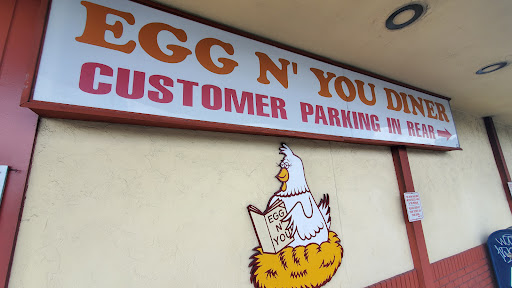 EGG N' YOU DINER
CUSTOMER PARKING IN REAR
EGG
N'
YOU